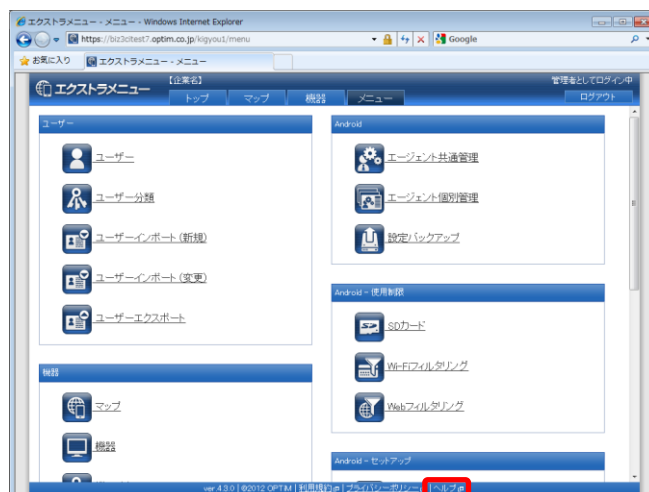 エクストラメニュー - メニュー - Windows Internet Explorer
https://biz3citest7.optim.co.jp/kigyou1/menu
Google
お気に入り
エクストラメニュー - メニュー
エクストラメニュー
[企業名]
管理者としてログイン中
トップ
マップ
機器
メニュー
ログアウト
ユーザー
ユーザー
ユーザー分類
ユーザーインポート(新規)
ユーザーインポート(変更)
ユーザーエクスポート
機器
マップ
機器
Android
エージェント共通管理
エージェント個別管理
設定バックアップ
Android - 使用制限
SDカード
Wi-Fiフィルタリング
Webフィルタリング
Android - セットアップ
ver.4.3.0 | ©2012 OPTiM | 利用規約 | プライバシーポリシー | ヘルプ